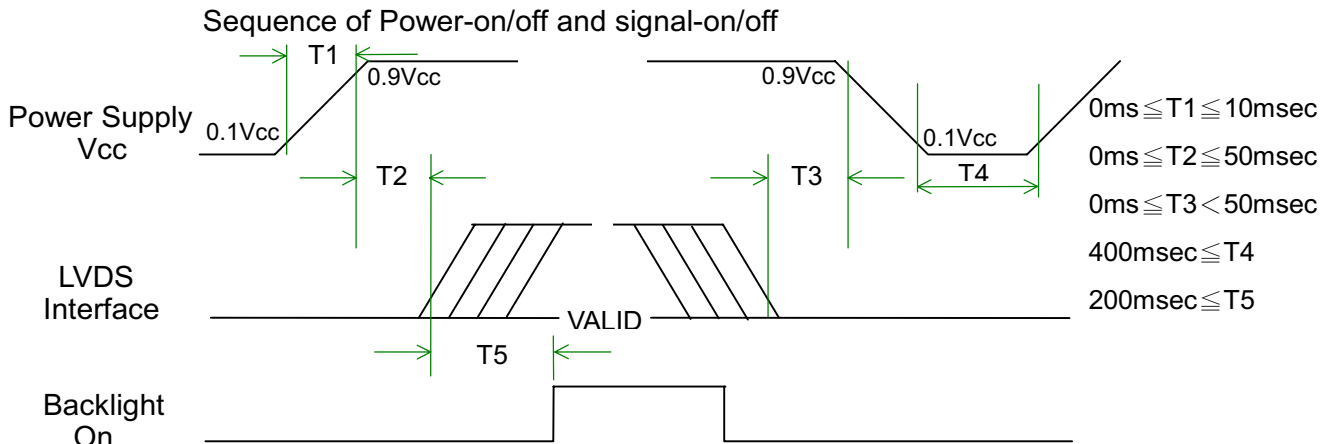 Sequence of Power-on/off and signal-on/off
T1
0.9Vcc
0.9Vcc
Power Supply
Vcc
0.1Vcc
0.1Vcc
0ms≦T1≦10msec
T2
T3
T4
0ms≦T2≦50msec
0ms≦T3<50msec
LVDS
Interface
400msec≦T4
200msec≦T5
VALID
T5
Backlight
On